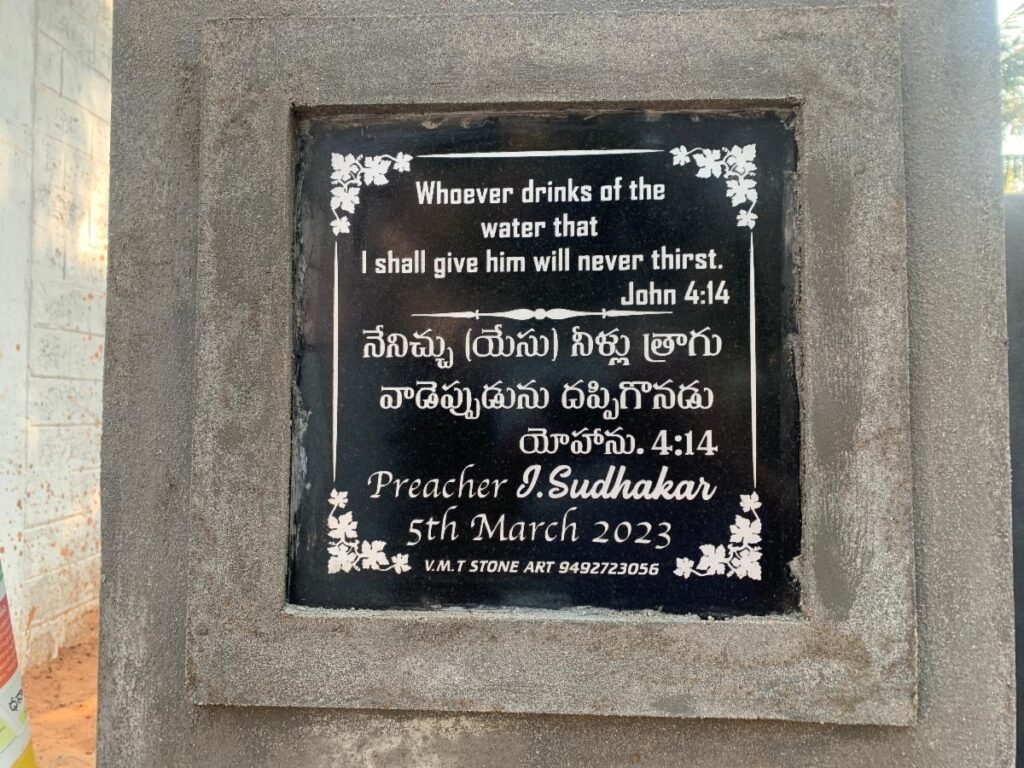 Whoever drinks of the
water that
I shall give him will never thirst.
John 4:14
నేనిచ్చు (యేసు) నీళ్లు త్రాగు
వాడెప్పుడును దప్పిగొనడు
యోహాను. 4:14
Preacher I.Sudhakar
5th March 2023
V.M.T STONE ART 9492723056